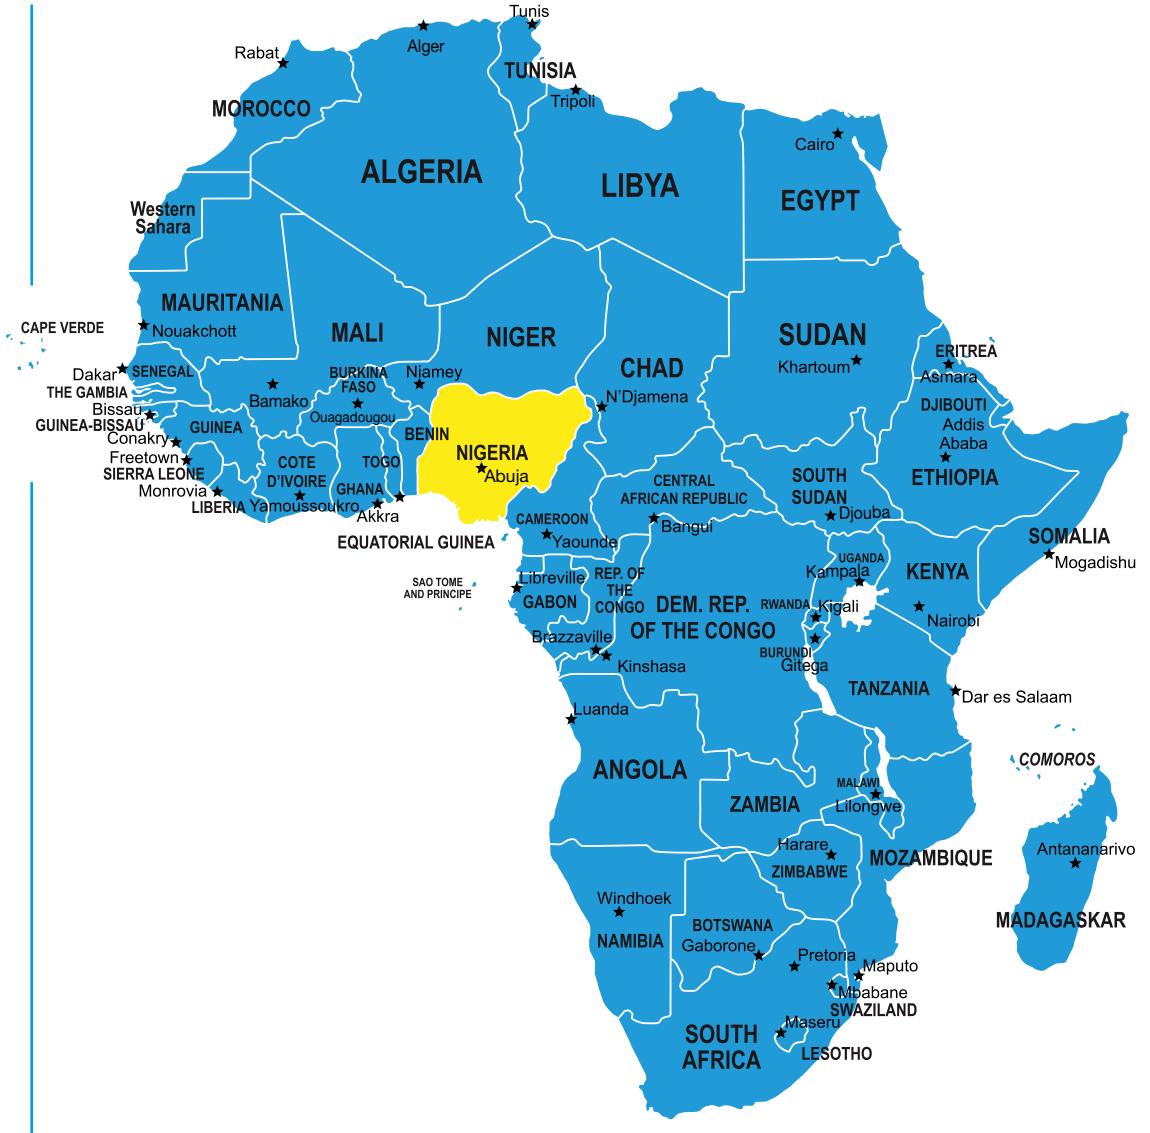 Tunis
Alger
Rabat
TUNISIA
Tripoli
MOROCCO
Cairo
ALGERIA
LIBYA
EGYPT
Western
Sahara
MAURITANIA
Nouakchott
CAPE VERDE
MALI
NIGER
SUDAN
Khartoum
CHAD
ERITREA
Asmara
Dakar
SENEGAL
THE GAMBIA
BURKINA
FASO
Niamey
Bamako
Ouagadougou
N'Djamena
DJIBOUTI
Addis
Ababa
Bissau
GUINEA-BISSAU
GUINEA
Conakry
BENIN
NIGERIA
Abuja
Freetown
SIERRA LEONE
COTE
D'IVOIRE
TOGO
GHANA
Monrovia
LIBERIA
Yamoussoukro
Akkra
CENTRAL
AFRICAN REPUBLIC
SOUTH
SUDAN
Djouba
ETHIOPIA
CAMEROON
Yaounde
Bangui
EQUATORIAL GUINEA
SOMALIA
Mogadishu
UGANDA
Kampala
KENYA
Nairobi
SAO TOME
AND PRINCIPE
Libreville
GABON
REP. OF
THE
CONGO
DEM. REP.
OF THE CONGO
RWANDA
Kigali
Brazzaville
Kinshasa
BURUNDI
Gitega
TANZANIA
Dar es Salaam
Luanda
ANGOLA
COMOROS
MALAWI
Lilongwe
ZAMBIA
Harare
ZIMBABWE
MOZAMBIQUE
Antananarivo
MADAGASKAR
Windhoek
NAMIBIA
BOTSWANA
Gaborone
Pretoria
Maputo
Mbabane
SWAZILAND
Maseru
LESOTHO
SOUTH
AFRICA